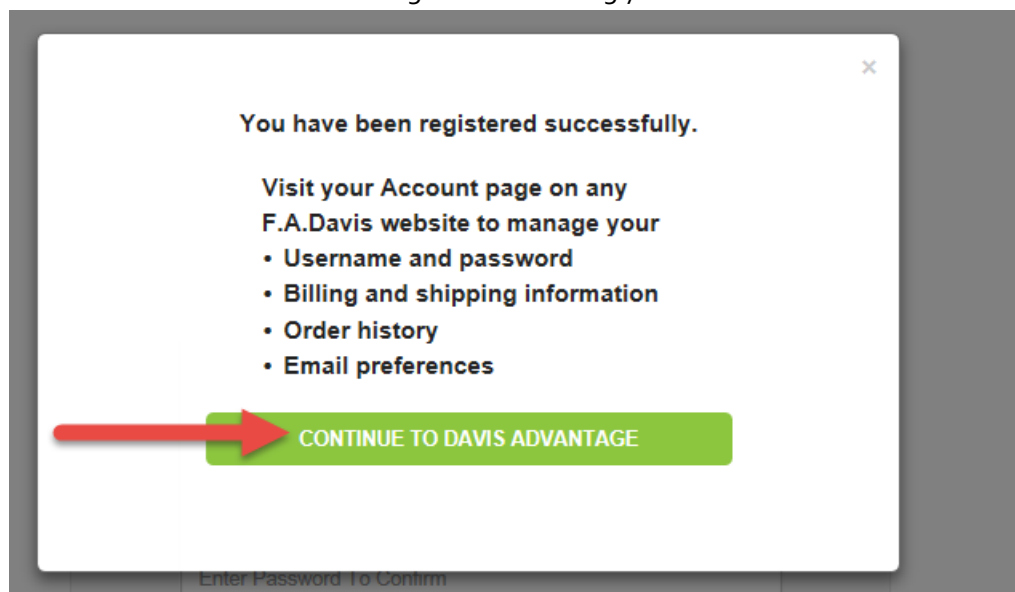 ×
You have been registered successfully.
Visit your Account page on any
F.A.Davis website to manage your
• Username and password
• Billing and shipping information
• Order history
• Email preferences
CONTINUE TO DAVIS ADVANTAGE
Enter Password To Confirm